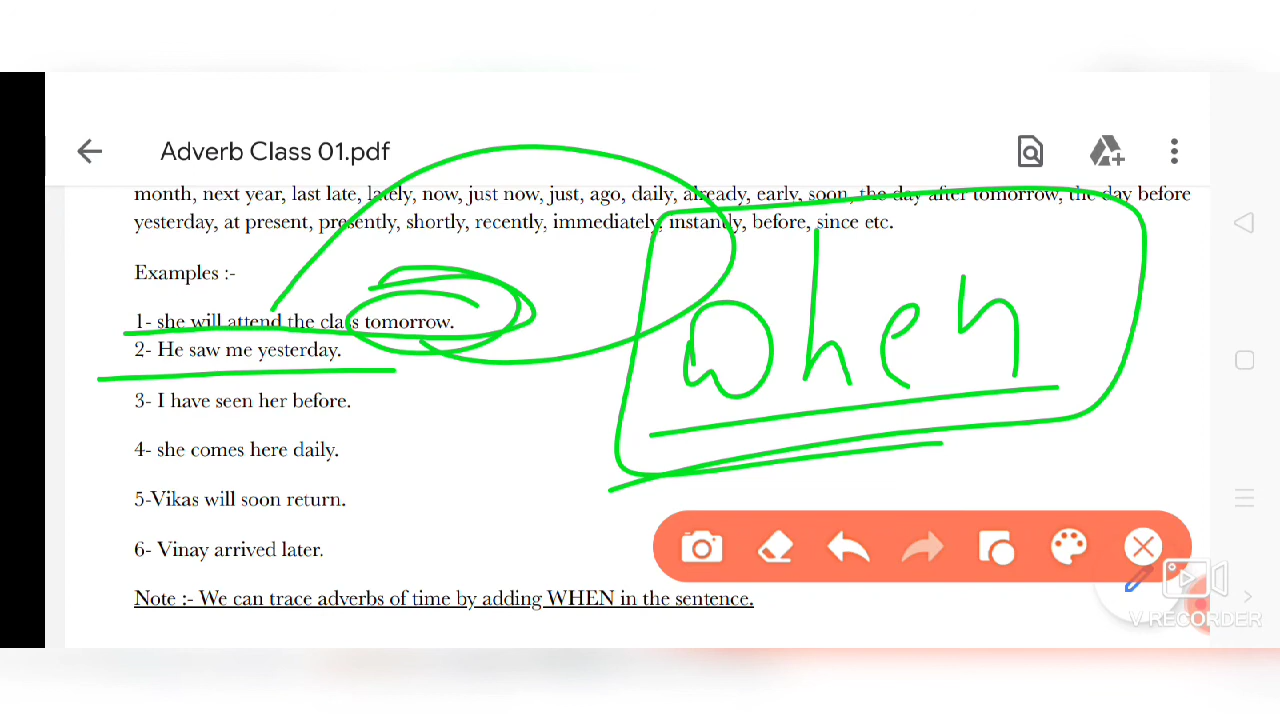 Adverb Class 01.pdf
month, next year, last late, lately, now, just now, just, ago, daily, already, early, soon, the day after tomorrow, the day before
yesterday, at present, presently, shortly, recently, immediately, instantly, before, since etc.
Examples :-
1- she will attend the class tomorrow.
2- He saw me yesterday.
when
3- I have seen her before.
4- she comes here daily.
5-Vikas will soon return.
6- Vinay arrived later.
Note :- We can trace adverbs of time by adding WHEN in the sentence.
V RECORDER